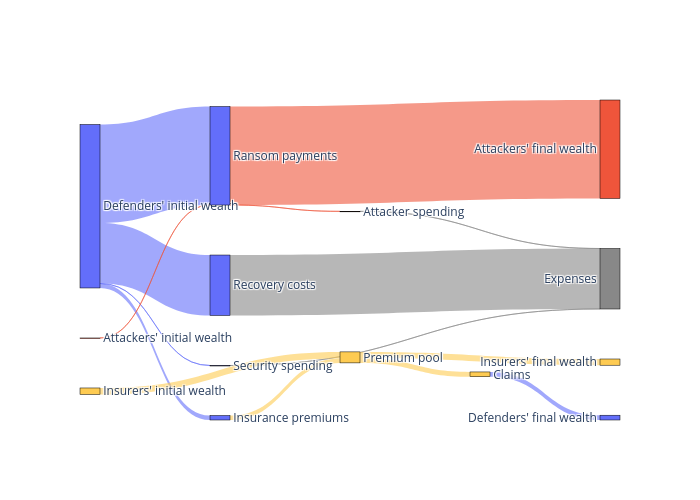 Ransom payments
Attackers' final wealth
Defenders' initial wealth
Attacker spending
Recovery costs
Expenses
Attackers' initial wealth
Security spending
Premium pool
Insurers' final wealth
Claims
Insurers' initial wealth
Insurance premiums
Defenders' final wealth